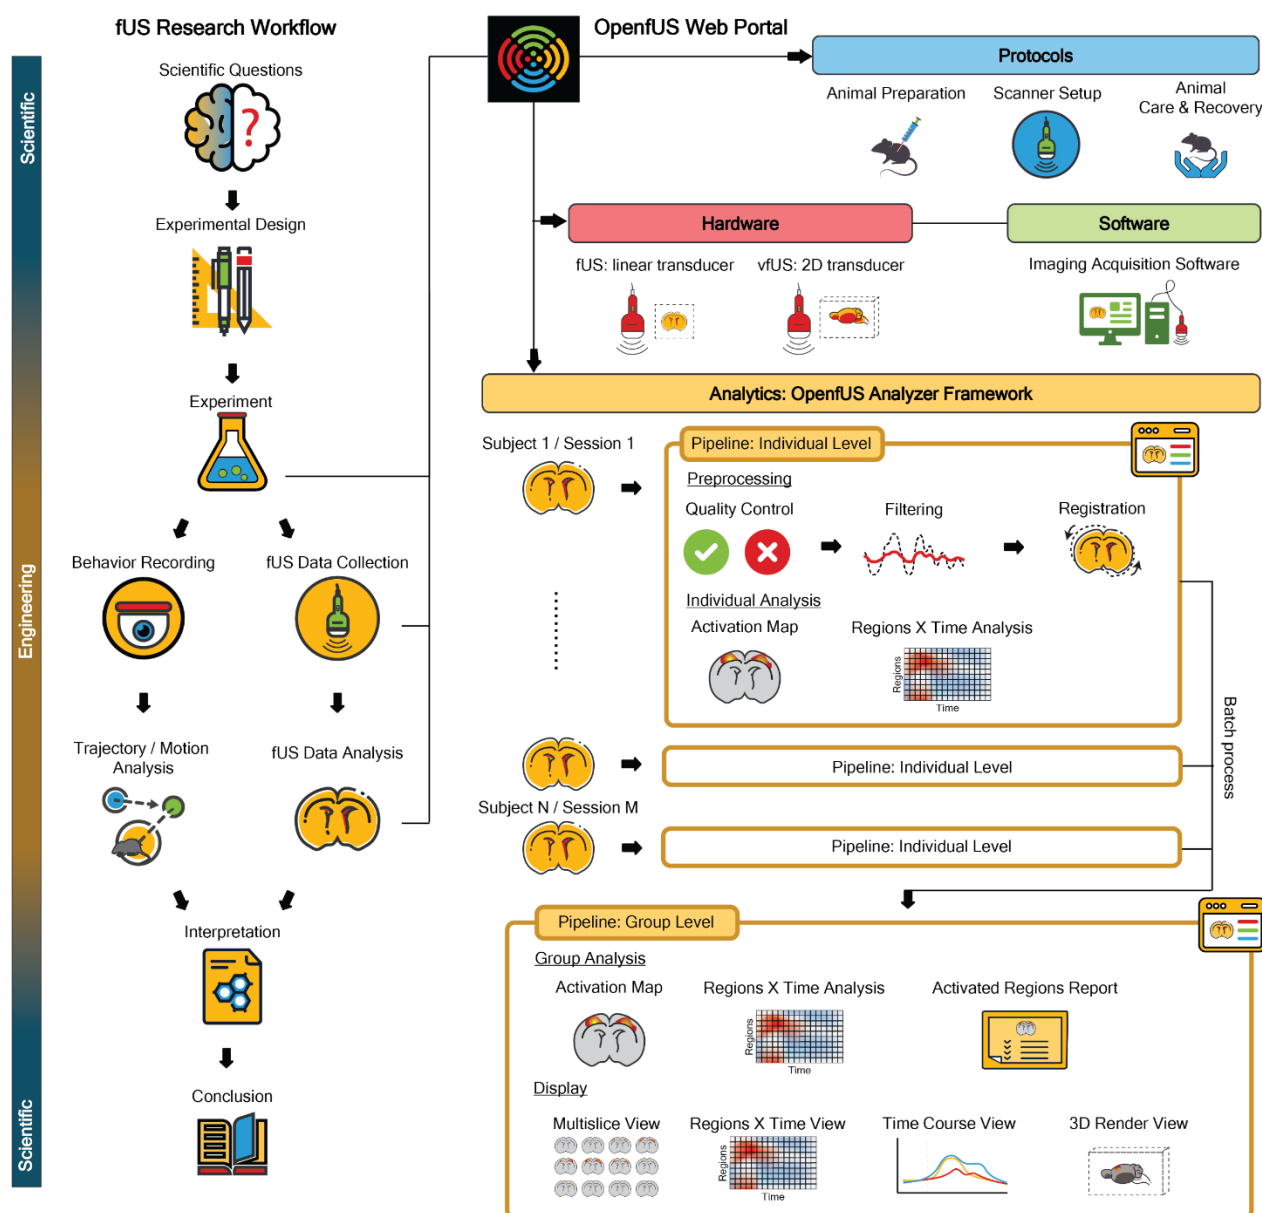 fUS Research Workflow
Scientific
Engineering
Scientific
Scientific Questions
?
Experimental Design
Experiment
Behavior Recording
fUS Data Collection
Trajectory / Motion
Analysis
fUS Data Analysis
Interpretation
Conclusion
OpenfUS Web Portal
Protocols
Animal Preparation
Scanner Setup
Animal
Care & Recovery
Hardware
Software
fUS: linear transducer
vfUS: 2D transducer
Imaging Acquisition Software
Analytics: OpenfUS Analyzer Framework
Subject 1 / Session 1
Pipeline: Individual Level
Preprocessing
Quality Control
Filtering
Registration
Individual Analysis
Activation Map
Regions X Time Analysis
Regions
Time
Batch process
Pipeline: Individual Level
Subject N / Session M
Pipeline: Individual Level
Pipeline: Group Level
Group Analysis
Activation Map
Regions X Time Analysis
Activated Regions Report
Regions
Time
Display
Multislice View
Regions X Time View
Time Course View
3D Render View
Regions
Time